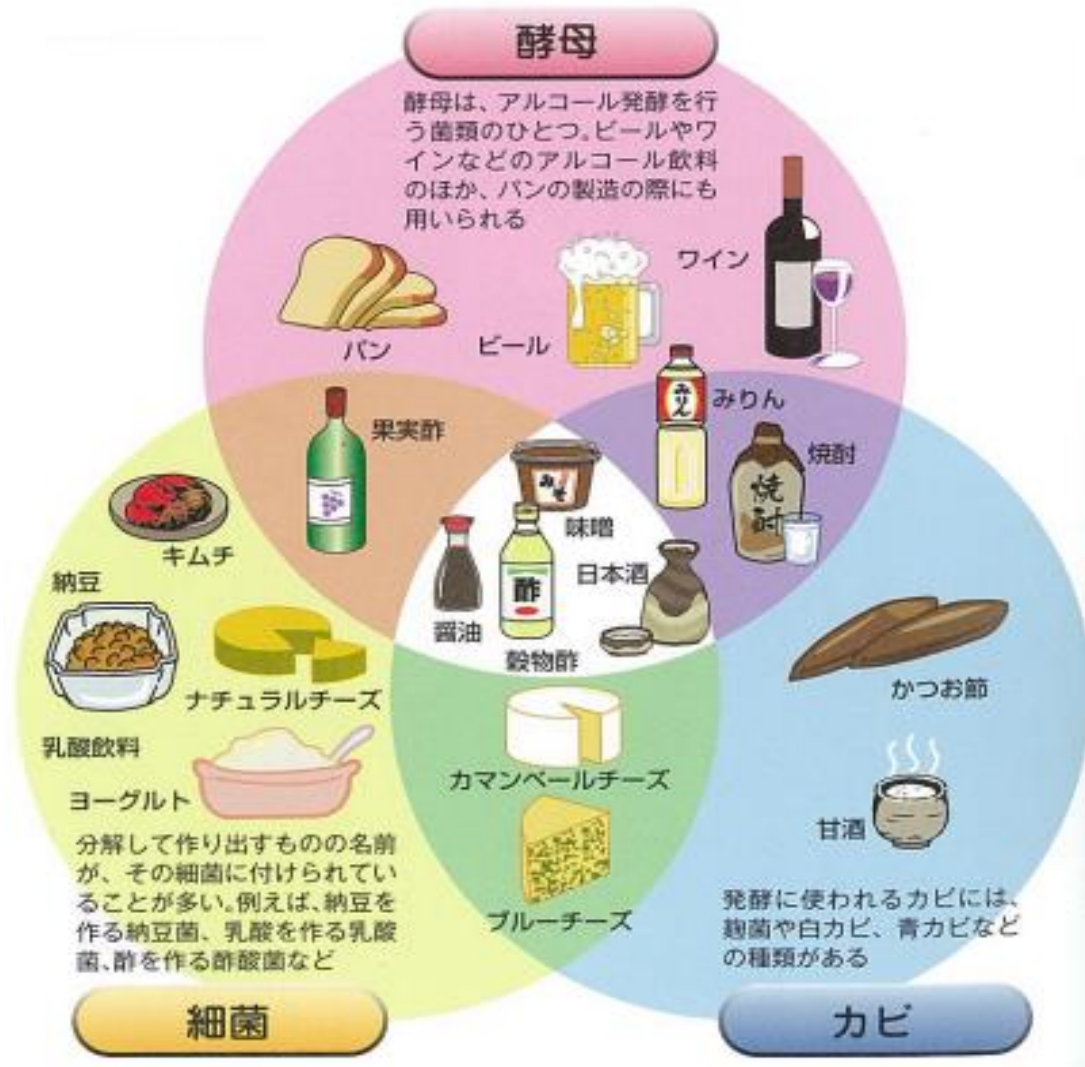 酵母
酵母は、アルコール発酵を行
う菌類のひとつ。ビールやワ
インなどのアルコール飲料
のほか、パンの製造の際にも
用いられる
ワイン
パン
ビール
みりん
みりん
果実酢
焼酎
焼酎
みそ
味噌
キムチ
納豆
酢
日本酒
醤油
穀物酢
ナチュラルチーズ
かつお節
乳酸飲料
ヨーグルト
カマンベールチーズ
甘酒
ブルーチーズ
分解して作り出すものの名前
が、その細菌に付けられてい
ることが多い。例えば、納豆を
作る納豆菌、乳酸を作る乳酸
菌、酢を作る酢酸菌など
発酵に使われるカビには、
麹菌や白カビ、青カビなど
の種類がある
細菌
カビ